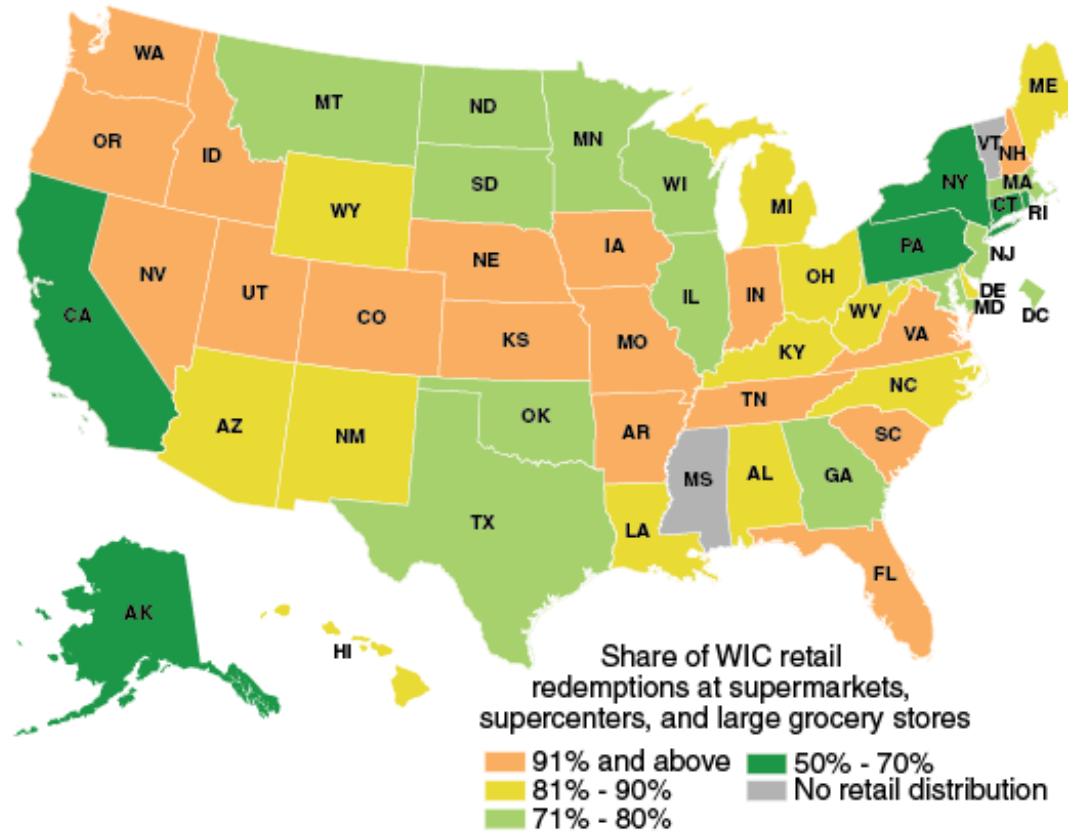 WA
MT
ND
MN
ME
OR
ID
SD
WI
VT
NH
WY
MI
NY
MA
CT
RI
NV
UT
CO
NE
IA
IL
IN
OH
PA
NJ
CA
KS
MO
KY
WV
VA
DE
MD
DC
AZ
NM
OK
AR
TN
NC
SC
TX
LA
MS
AL
GA
FL
AK
HI
Share of WIC retail
redemptions at supermarkets,
supercenters, and large grocery stores
91% and above
50% - 70%
81% - 90%
No retail distribution
71% - 80%